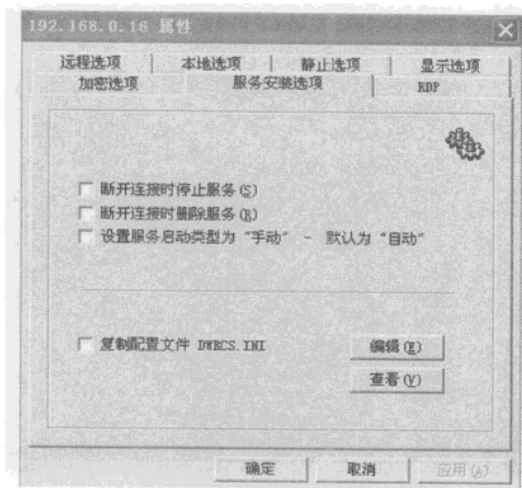 192.168.0.16 属性
远程选项 本地选项 静止选项 显示选项
加密选项 服务安装选项 RDP
断开连接时停止服务(S)
断开连接时删除服务(R)
设置服务启动类型为“手动” - 默认为“自动”
复制配置文件 DWRCS.INI 编辑(E)
查看(V)
确定 取消 应用(A)